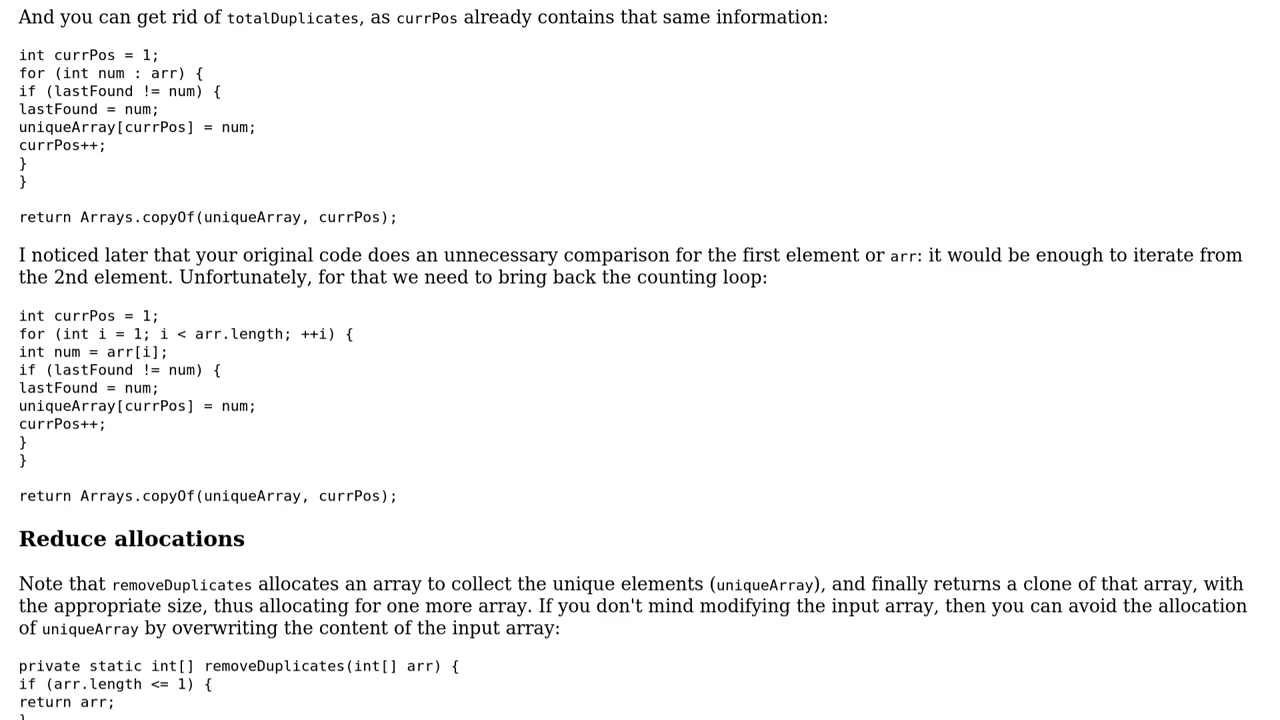 And you can get rid of totalDuplicates, as currPos already contains that same information:
int currPos = 1;
for (int num : arr) {
if (lastFound != num) {
lastFound = num;
uniqueArray[currPos] = num;
currPos++;
}
}
return Arrays.copyOf(uniqueArray, currPos);
I noticed later that your original code does an unnecessary comparison for the first element or arr: it would be enough to iterate from
the 2nd element. Unfortunately, for that we need to bring back the counting loop:
int currPos = 1;
for (int i = 1; i < arr.length; ++i) {
int num = arr[i];
if (lastFound != num) {
lastFound = num;
uniqueArray[currPos] = num;
currPos++;
}
}
return Arrays.copyOf(uniqueArray, currPos);
Reduce allocations
Note that removeDuplicates allocates an array to collect the unique elements (uniqueArray), and finally returns a clone of that array, with
the appropriate size, thus allocating for one more array. If you don't mind modifying the input array, then you can avoid the allocation
of uniqueArray by overwriting the content of the input array:
private static int[] removeDuplicates(int[] arr) {
if (arr.length <= 1) {
return arr;
}